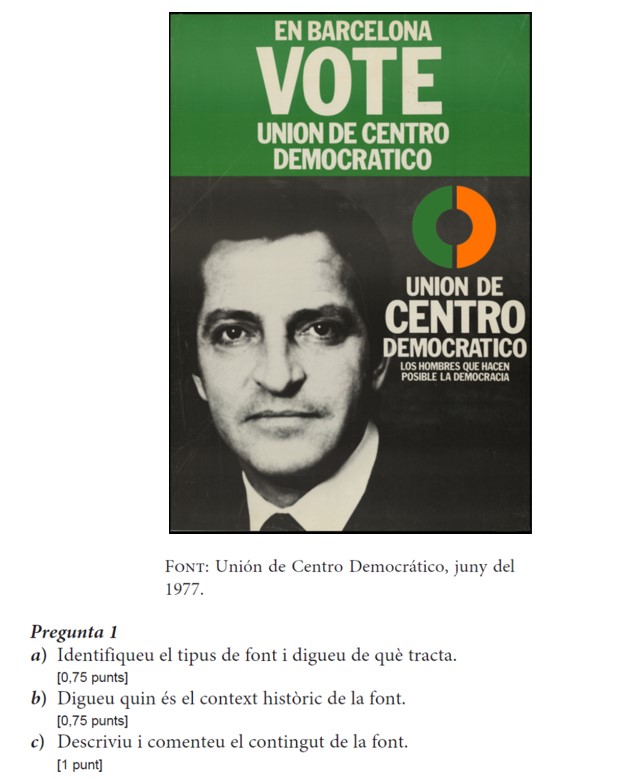 EN BARCELONA
VOTE
UNION DE CENTRO
DEMOCRATICO
UNION DE
CENTRO
DEMOCRATICO
LOS HOMBRES QUE HACEN
POSIBLE LA DEMOCRACIA
FONT: Unión de Centro Democrático, juny del
1977.
Pregunta 1
a) Identifiqueu el tipus de font i digueu de què tracta.
[0,75 punts]
b) Digueu quin és el context històric de la font.
[0,75 punts]
c) Descriviu i comenteu el contingut de la font.
[1 punt]